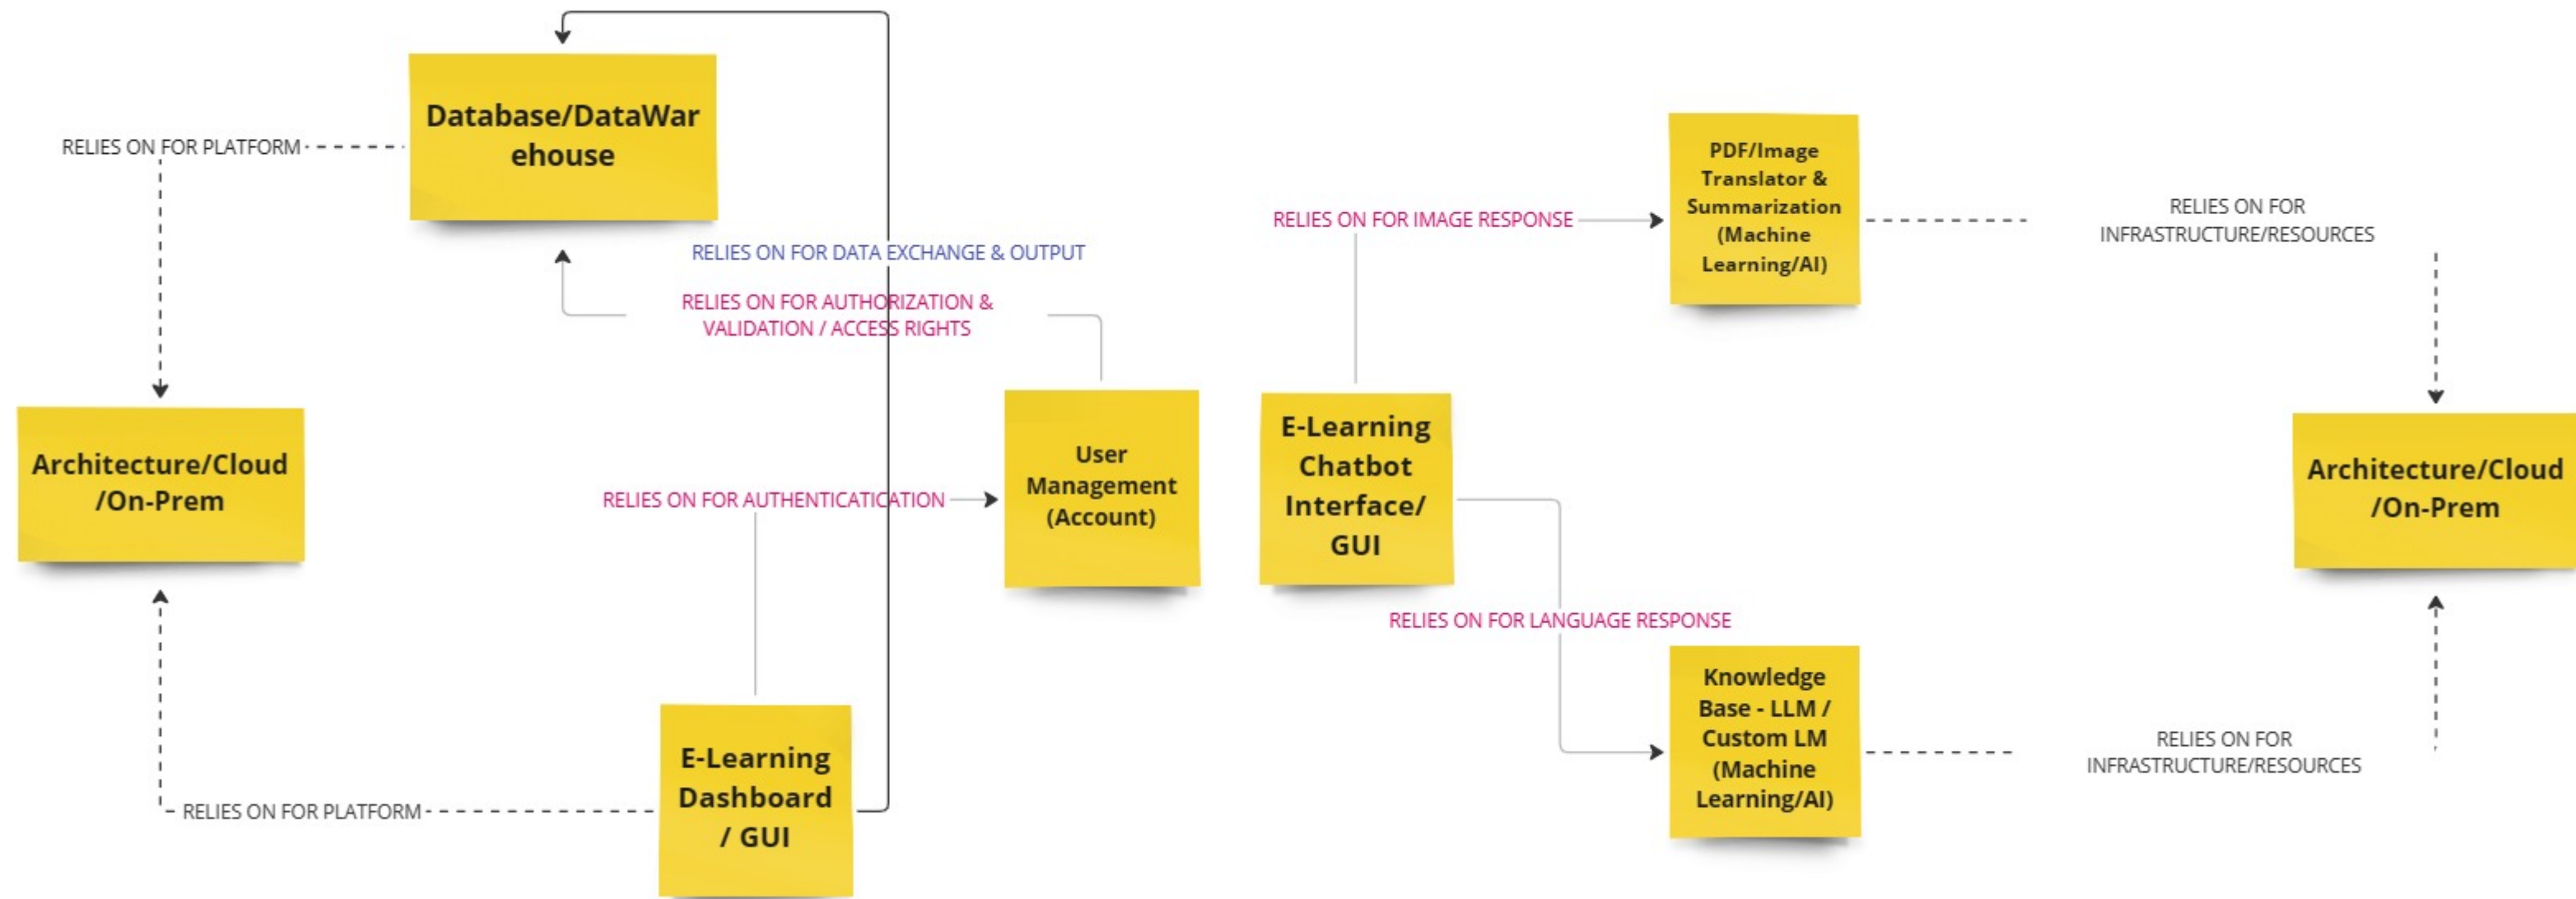 Database/DataWar
ehouse
RELIES ON FOR PLATFORM
RELIES ON FOR DATA EXCHANGE & OUTPUT
RELIES ON FOR AUTHORIZATION &
VALIDATION / ACCESS RIGHTS
Architecture/Cloud
/On-Prem
User
Management
(Account)
RELIES ON FOR AUTHENTICATICATION
E-Learning
Dashboard
/ GUI
RELIES ON FOR PLATFORM
RELIES ON FOR IMAGE RESPONSE
PDF/Image
Translator &
Summarization
(Machine
Learning/AI)
RELIES ON FOR
INFRASTRUCTURE/RESOURCES
E-Learning
Chatbot
Interface/
GUI
Architecture/Cloud
/On-Prem
RELIES ON FOR LANGUAGE RESPONSE
Knowledge
Base - LLM /
Custom LM
(Machine
Learning/AI)
RELIES ON FOR
INFRASTRUCTURE/RESOURCES